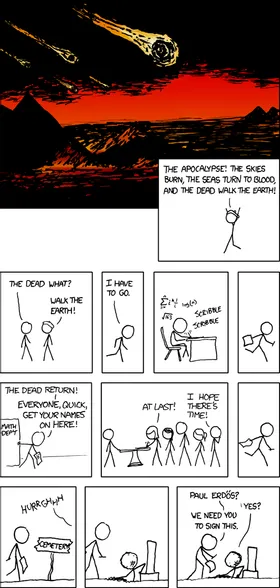 THE APOCALYPSE! THE SKIES
BURN, THE SEAS TURN TO BLOOD,
AND THE DEAD WALK THE EARTH!
THE DEAD WHAT?
WALK THE
EARTH!
I HAVE
TO GO.
SCRIBBLE
SCRIBBLE
THE DEAD RETURN!
EVERYONE, QUICK,
GET YOUR NAMES
ON HERE!
MATH
DEPT
AT LAST!
I HOPE
THERE'S
TIME!
HURRGHHH
CEMETERY
PAUL ERDŐS?
WE NEED YOU
TO SIGN THIS.
YES?